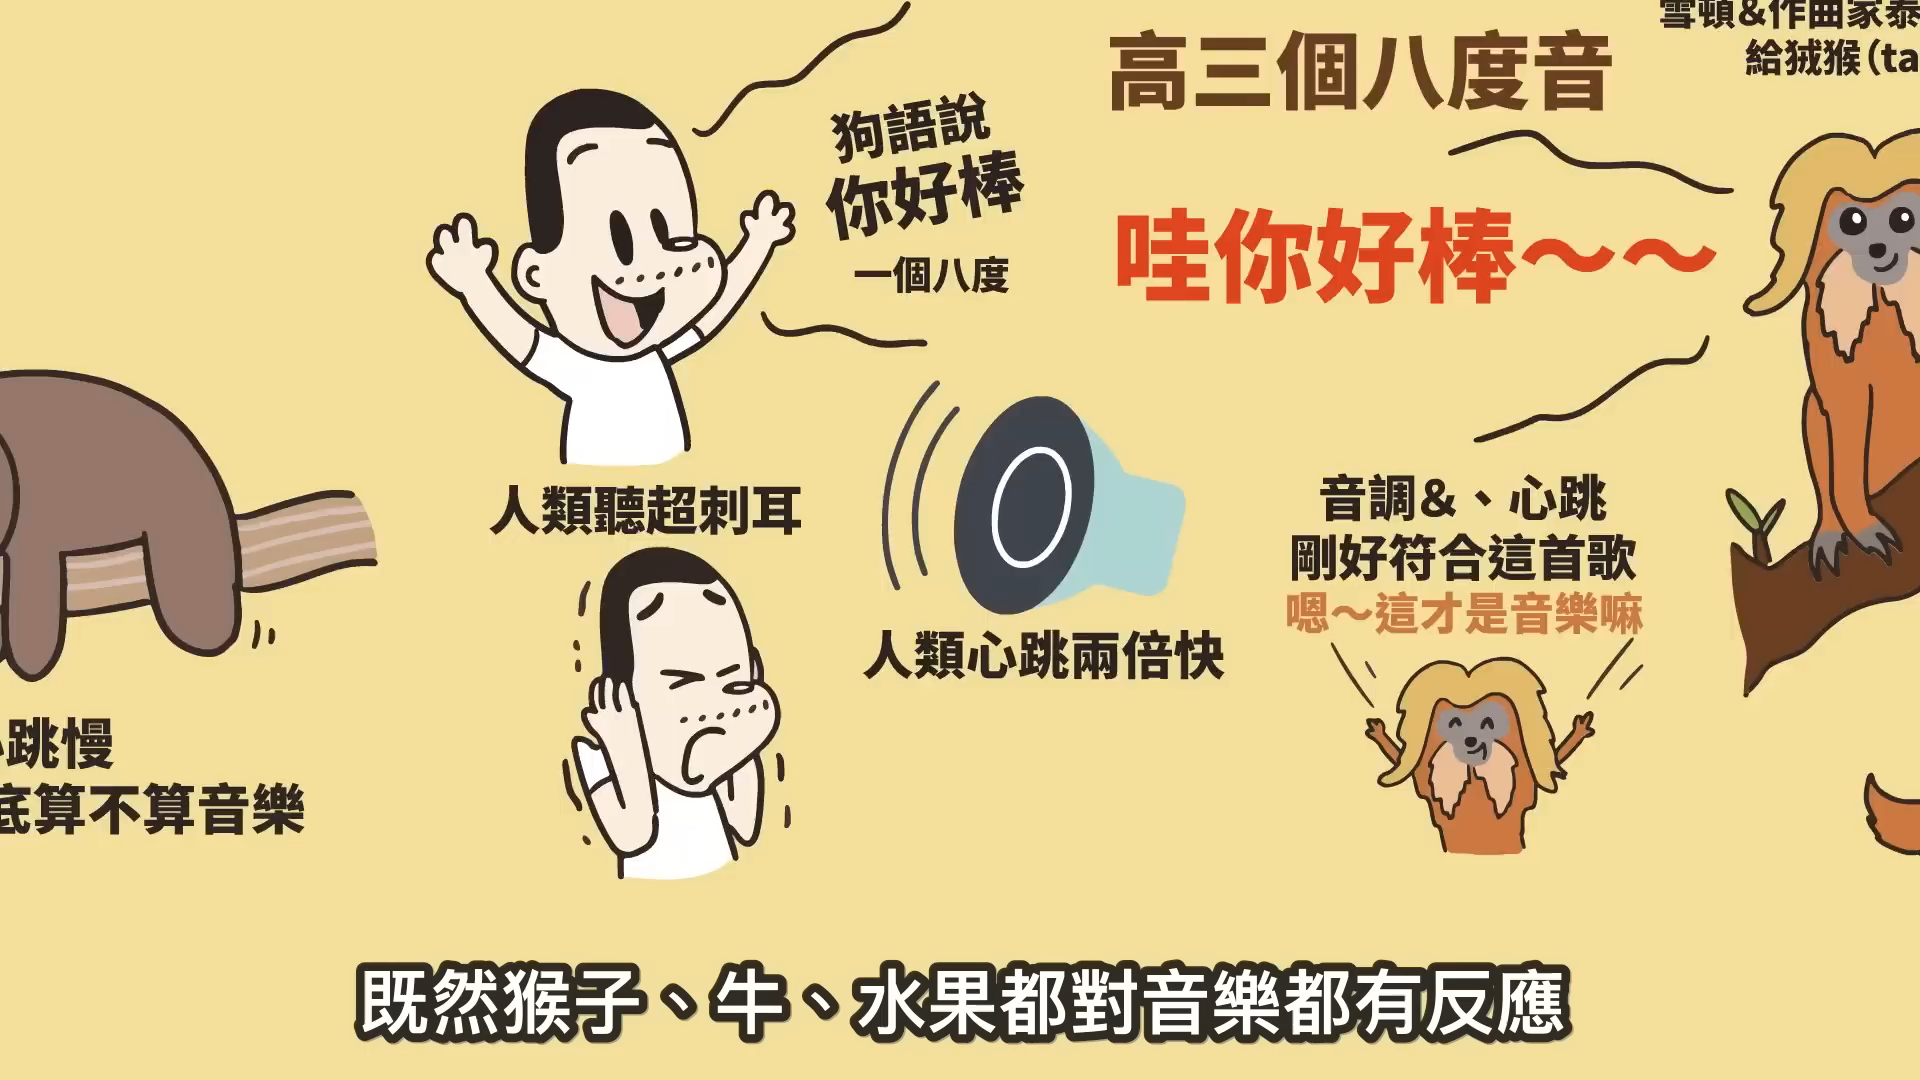 雪頓&作曲家泰
給狨猴(ta
高三個八度音
狗語說
你好棒
一個八度
哇你好棒～～
人類聽超刺耳
音調&、心跳
剛好符合這首歌
嗯～這才是音樂嘛
人類心跳兩倍快
跳慢
底算不算音樂
既然猴子、牛、水果都對音樂都有反應